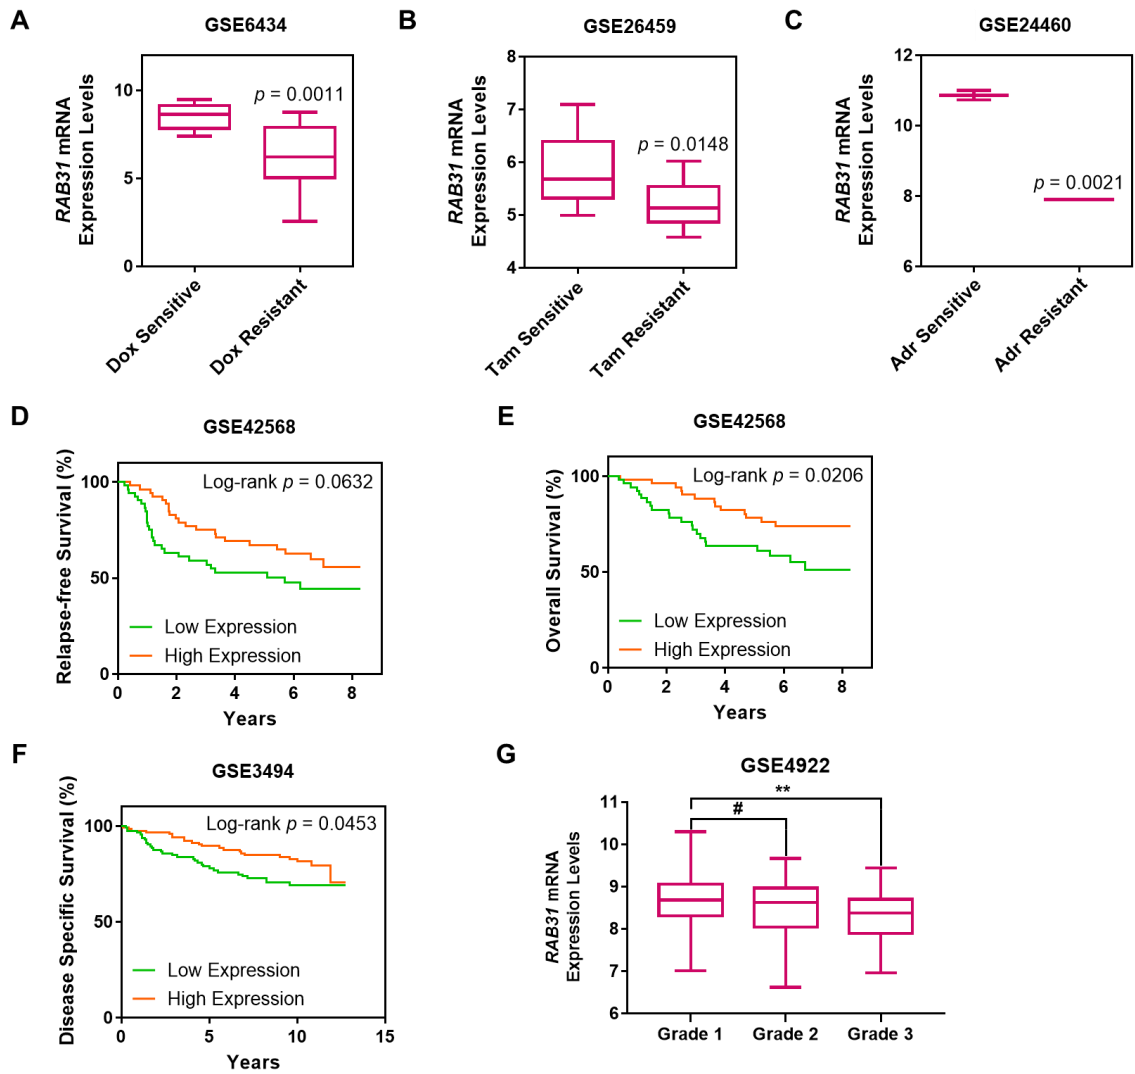 A
GSE6434
RAB31 mRNA
Expression Levels
10
5
0
p = 0.0011
Dox Sensitive
Dox Resistant
B
GSE26459
RAB31 mRNA
Expression Levels
8
7
6
5
4
p = 0.0148
Tam Sensitive
Tam Resistant
C
GSE24460
RAB31 mRNA
Expression Levels
12
10
8
6
p = 0.0021
Adr Sensitive
Adr Resistant
D
GSE42568
Relapse-free Survival (%)
100
50
0
Log-rank p = 0.0632
Low Expression
High Expression
0 2 4 6 8
Years
E
GSE42568
Overall Survival (%)
100
50
0
Log-rank p = 0.0206
Low Expression
High Expression
0 2 4 6 8
Years
F
GSE3494
Disease Specific Survival (%)
100
50
0
Log-rank p = 0.0453
Low Expression
High Expression
0 5 10 15
Years
G
GSE4922
RAB31 mRNA
Expression Levels
11
10
9
8
7
6
**
#
Grade 1 Grade 2 Grade 3